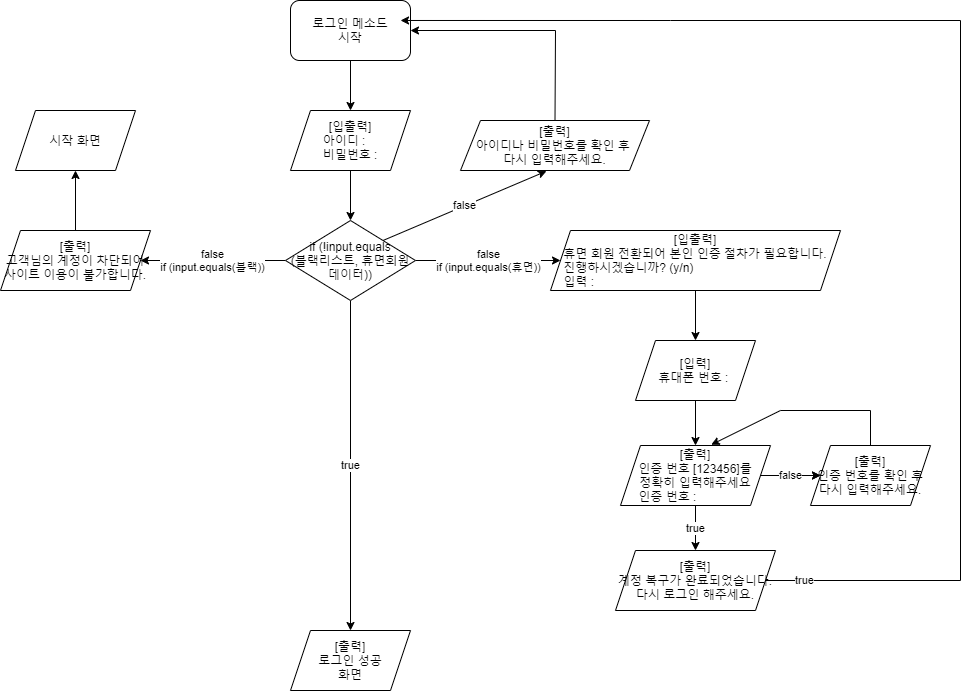 로그인 메소드
시작
[입출력]
아이디 :
비밀번호 :
시작 화면
[출력]
아이디나 비밀번호를 확인 후
다시 입력해주세요.
false
[출력]
고객님의 계정이 차단되어
사이트 이용이 불가합니다.
false
if (input.equals(블랙))
if (!input.equals
(블랙리스트, 휴면회원
데이터))
false
if (input.equals(휴면))
[입출력]
휴면 회원 전환되어 본인 인증 절차가 필요합니다.
진행하시겠습니까? (y/n)
입력 :
[입력]
휴대폰 번호 :
[출력]
인증 번호 [123456]를
정확히 입력해주세요
인증 번호 :
false
[출력]
인증 번호를 확인 후
다시 입력해주세요.
true
true
[출력]
계정 복구가 완료되었습니다.
다시 로그인 해주세요.
true
[출력]
로그인 성공
화면